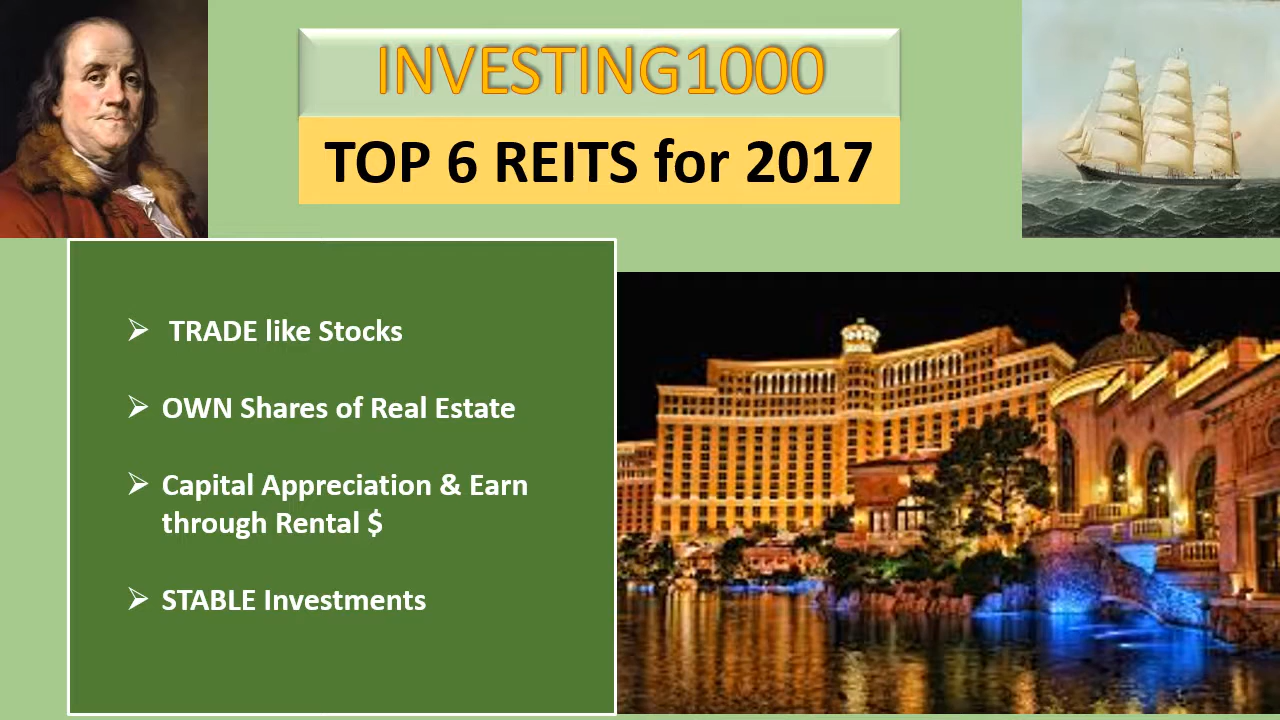 INVESTING1000
TOP 6 REITS for 2017
➢ TRADE like Stocks
➢ OWN Shares of Real Estate
➢ Capital Appreciation & Earn
through Rental $
➢ STABLE Investments